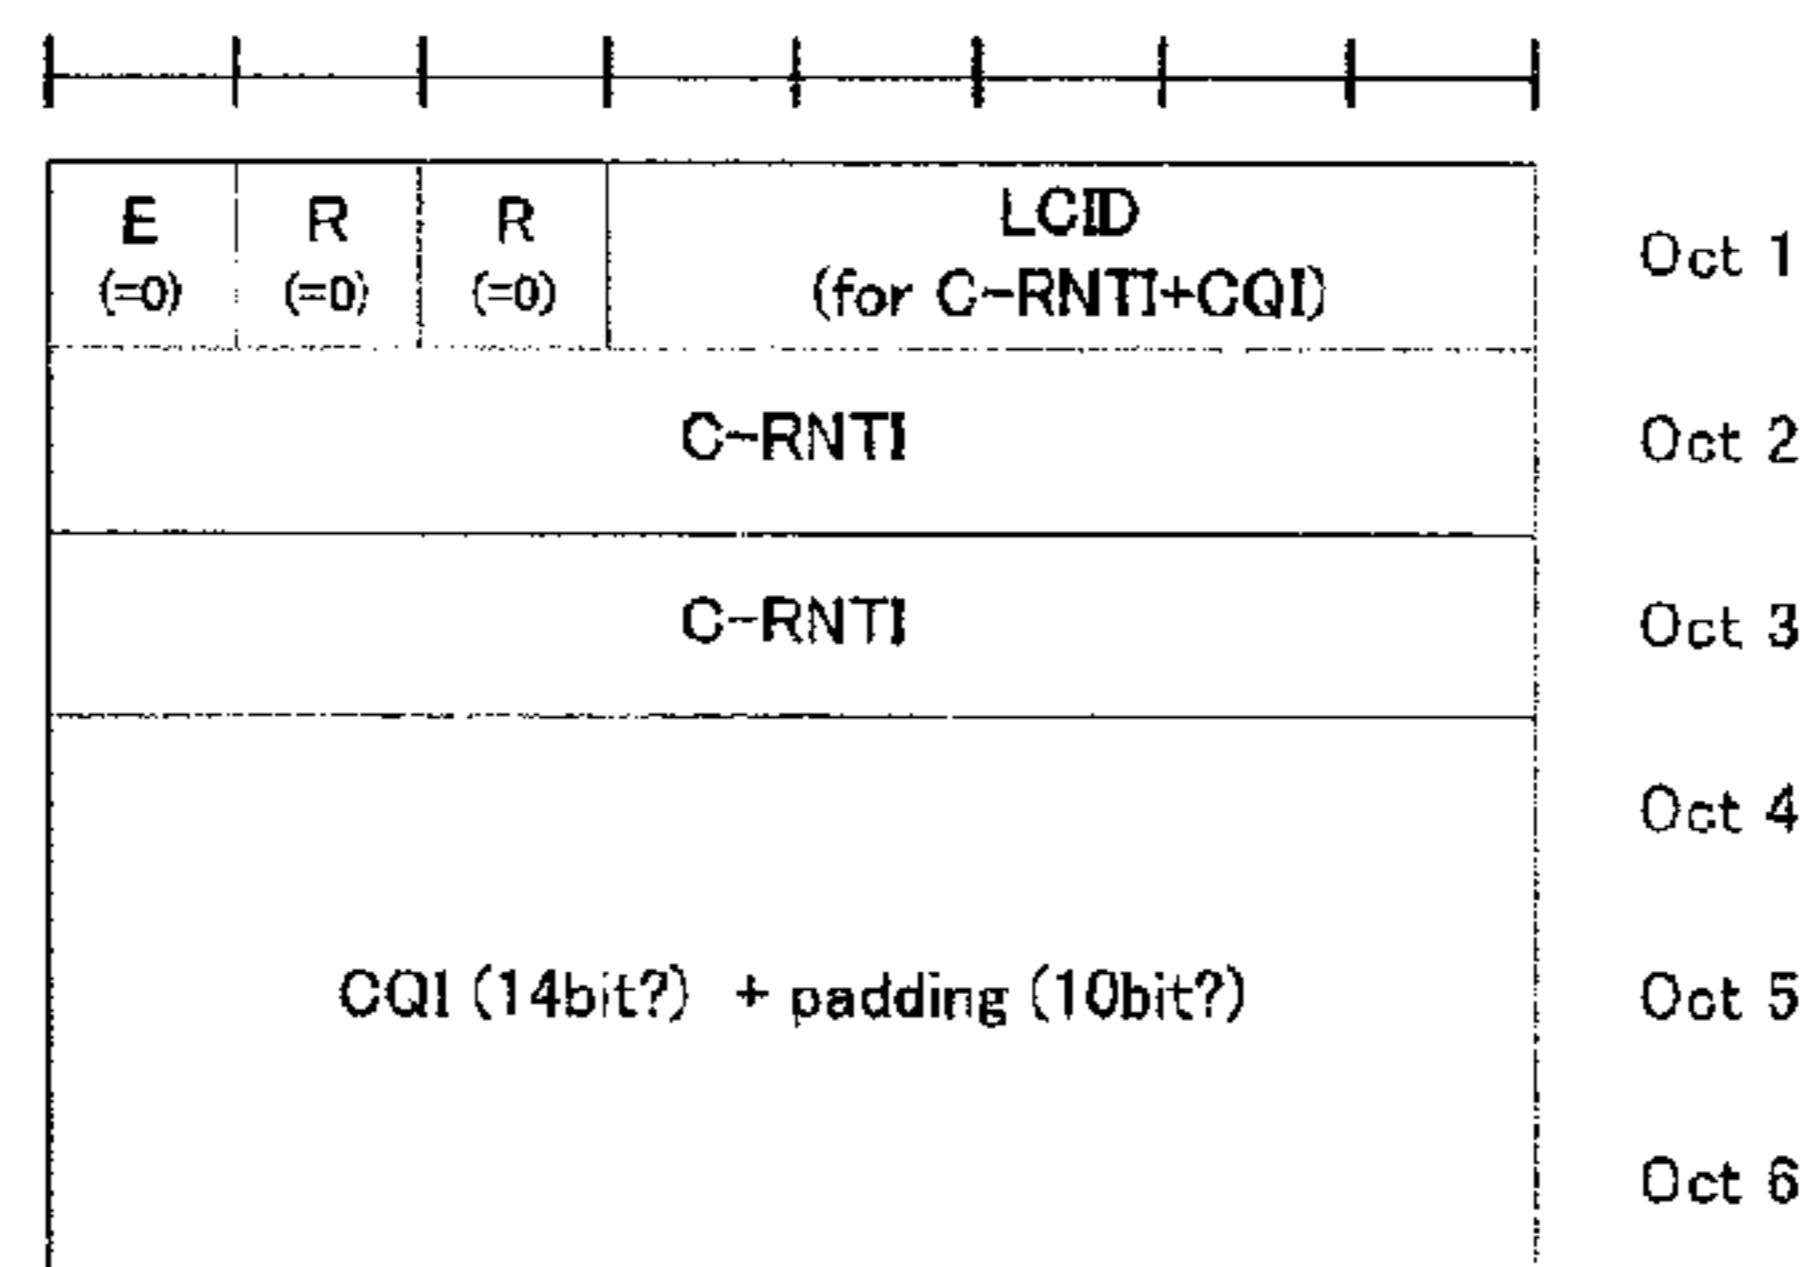 E R R LCID
(=0) (=0) (=0) (for C-RNTI+CQI)
Oct 1
C-RNTI Oct 2
C-RNTI Oct 3
Oct 4
CQI (14bit?) + padding (10bit?) Oct 5
Oct 6